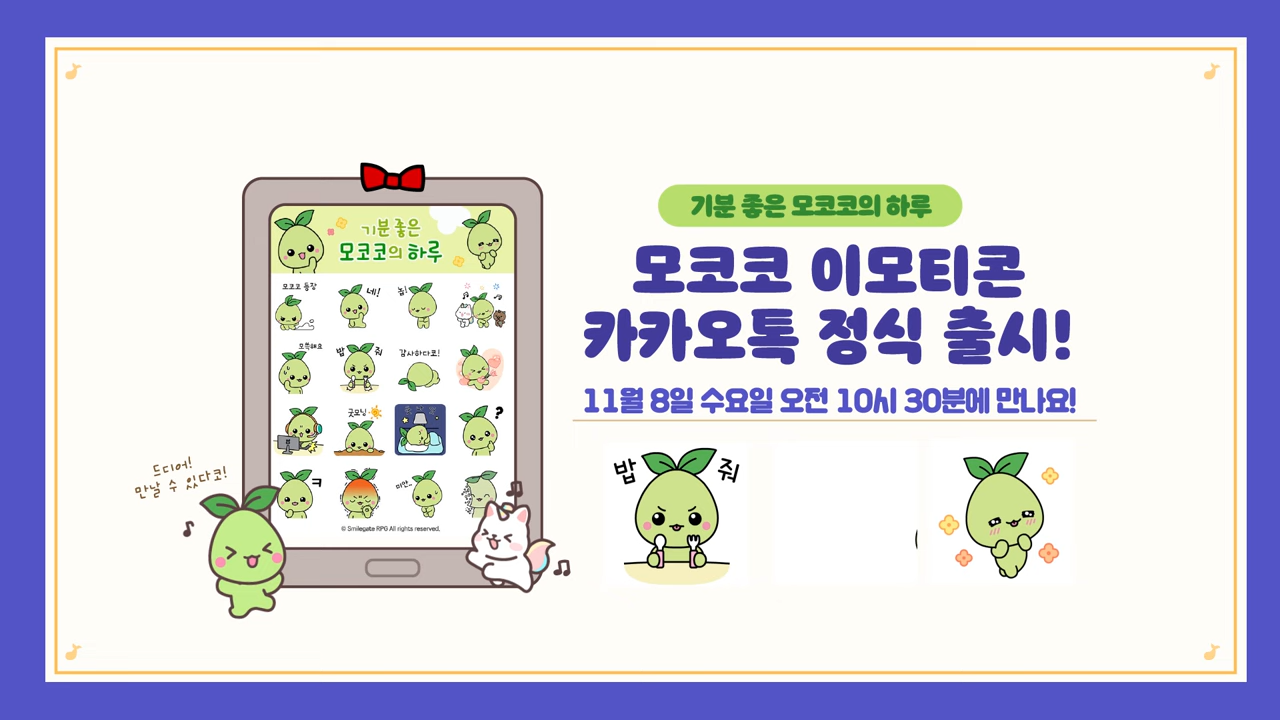 기분 좋은
모코코의 하루
모코코 등장
네!
놉!
모쪽해요
밥 줘
감사하다코!
굿모닝
?
ㅋ
미안..
© Smilegate RPG All rights reserved.
드디어!
만날 수 있다코!
기분 좋은 모코코의 하루
모코코 이모티콘
카카오톡 정식 출시!
11월 8일 수요일 오전 10시 30분에 만나요!
밥 줘